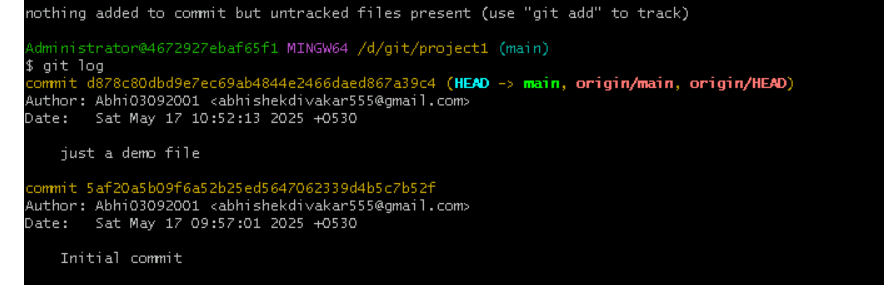 nothing added to commit but untracked files present (use "git add" to track)
Administrator@4672927ebaf65f1 MINGW64 /d/git/project1 (main)
$ git log
commit d878c80dbd9e7ec69ab4844e2466daed867a39c4 (HEAD -> main, origin/main, origin/HEAD)
Author: Abhi03092001 <abhishekdivakar555@gmail.com>
Date:   Sat May 17 10:52:13 2025 +0530
    just a demo file
commit 5af20a5b09f6a52b25ed5647062339d4b5c7b52f
Author: Abhi03092001 <abhishekdivakar555@gmail.com>
Date:   Sat May 17 09:57:01 2025 +0530
    Initial commit